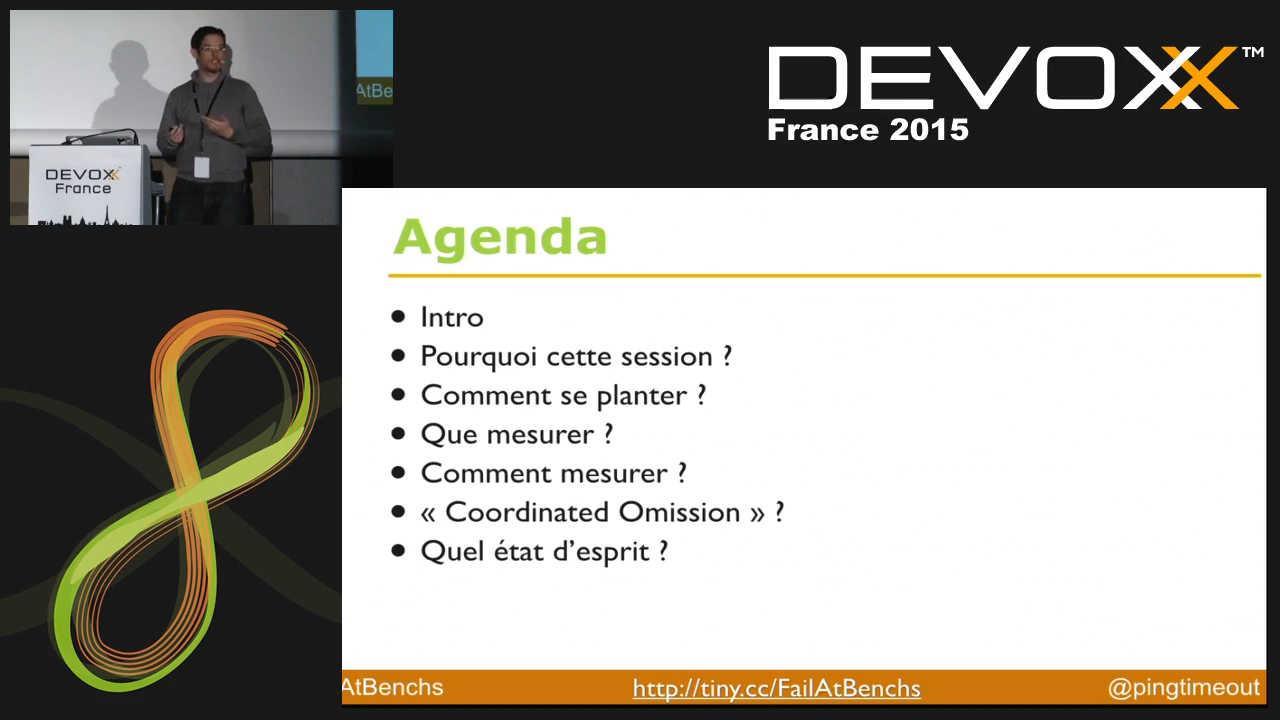 AtBe
DEVOXX
France
DEVOXX™
France 2015
Agenda
• Intro
• Pourquoi cette session ?
• Comment se planter ?
• Que mesurer ?
• Comment mesurer ?
• « Coordinated Omission » ?
• Quel état d’esprit ?
AtBenchs
http://tiny.cc/FailAtBenchs
@pingtimeout